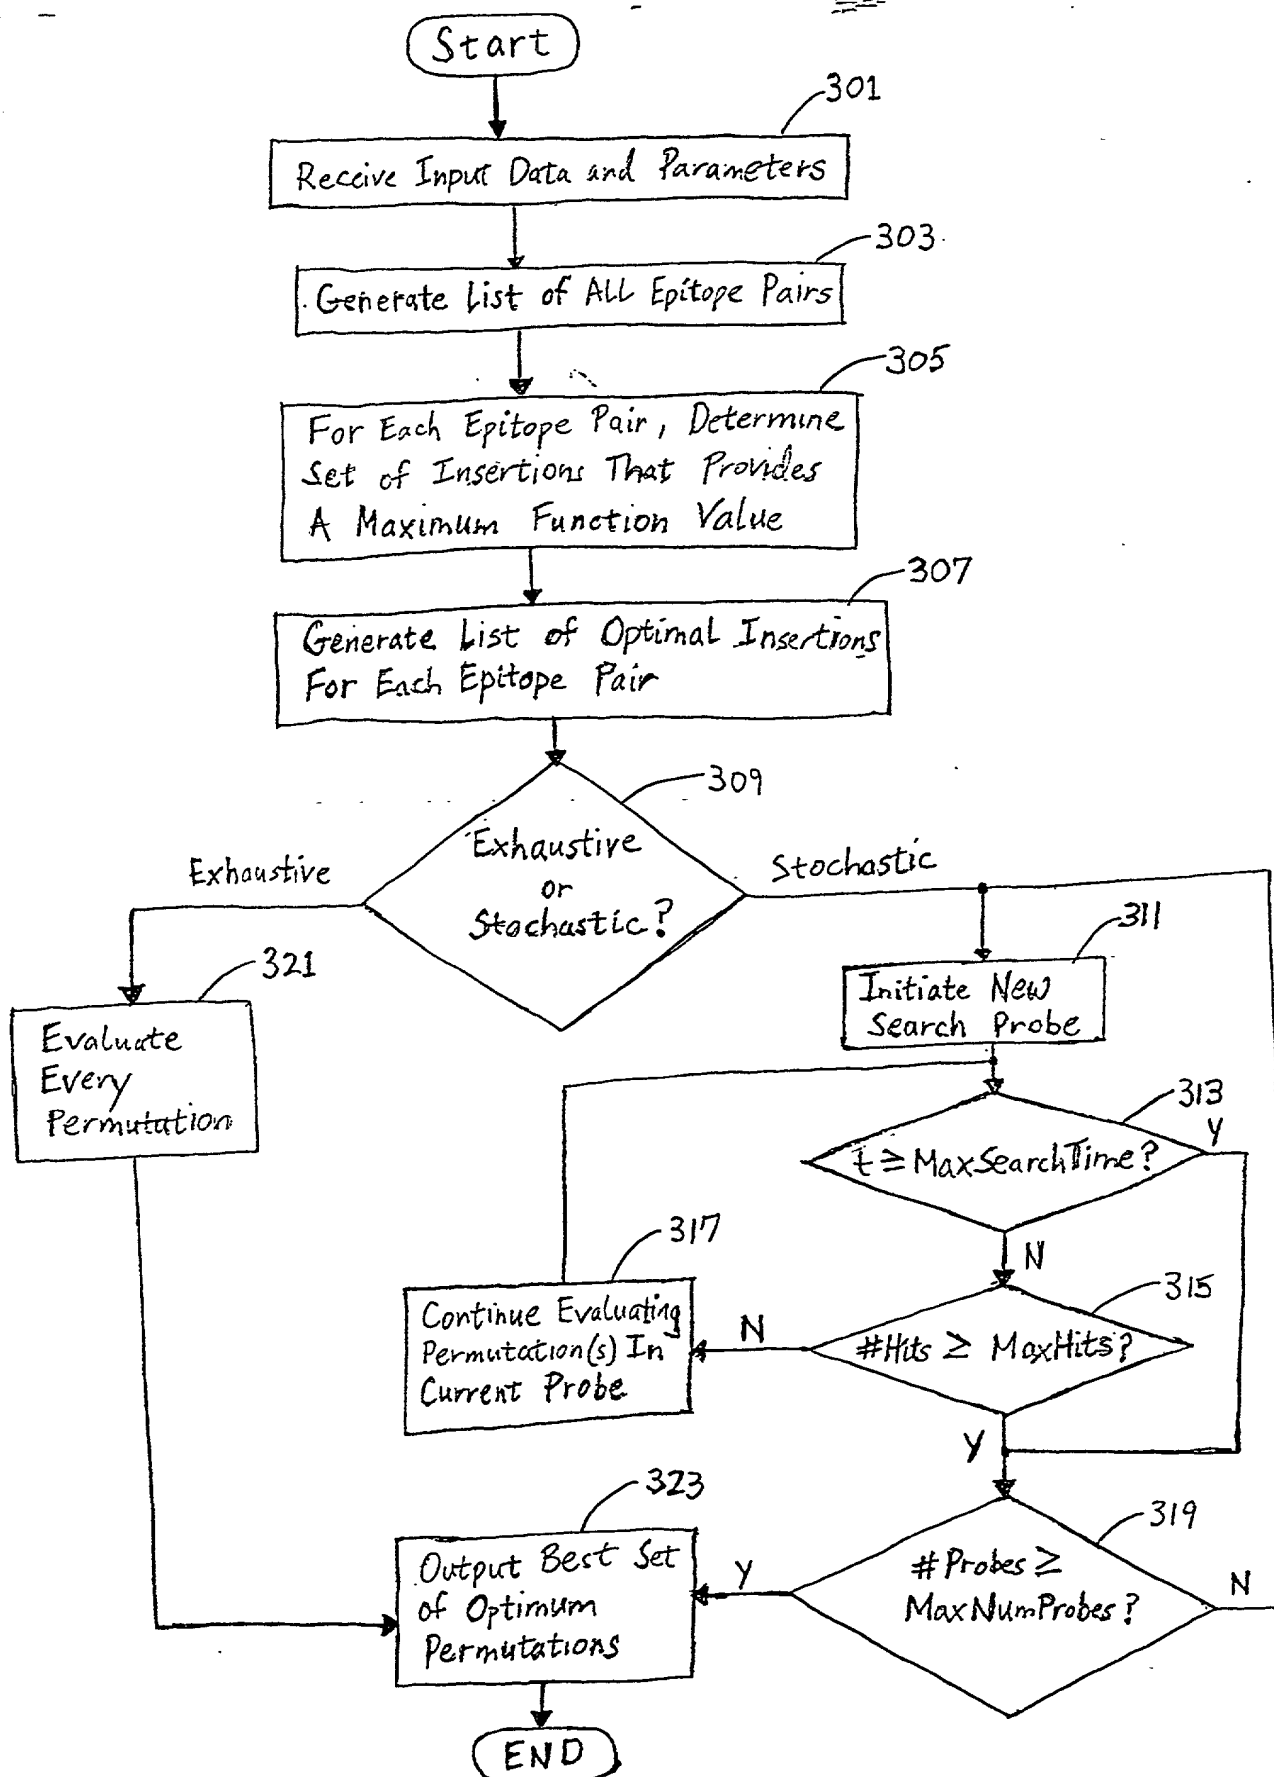 Start
301
Receive Input Data and Parameters
303
Generate List of All Epitope Pairs
305
For Each Epitope Pair, Determine
Set of Insertions That Provides
A Maximum Function Value
307
Generate List of Optimal Insertions
For Each Epitope Pair
309
Exhaustive
or
Stochastic?
Exhaustive
Stochastic
311
Initiate New
Search Probe
321
Evaluate
Every
Permutation
313
Y
t ≥ MaxSearchTime?
N
317
Continue Evaluating
Permutation(s) In
Current Probe
315
N
#Hits ≥ MaxHits?
Y
323
Output Best Set
of Optimum
Permutations
319
Y
#Probes ≥
MaxNumProbes?
N
END